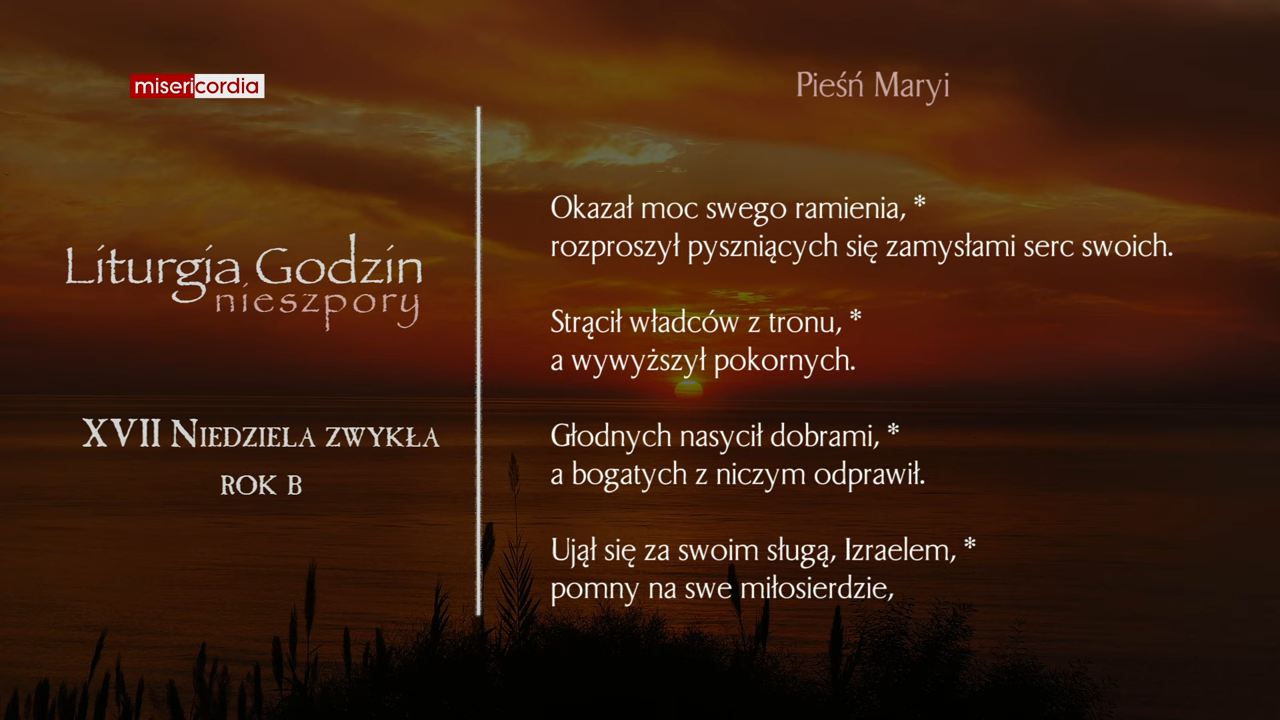 misericordia
Liturgia Godzin
nieszpory
XVII Niedziela zwykła
rok B
Pieśń Maryi
Okazał moc swego ramienia, *
rozproszył pyszniących się zamysłami serc swoich.
Strącił władców z tronu, *
a wywyższył pokornych.
Głodnych nasycił dobrami, *
a bogatych z niczym odprawił.
Ujął się za swoim sługą, Izraelem, *
pomny na swe miłosierdzie,